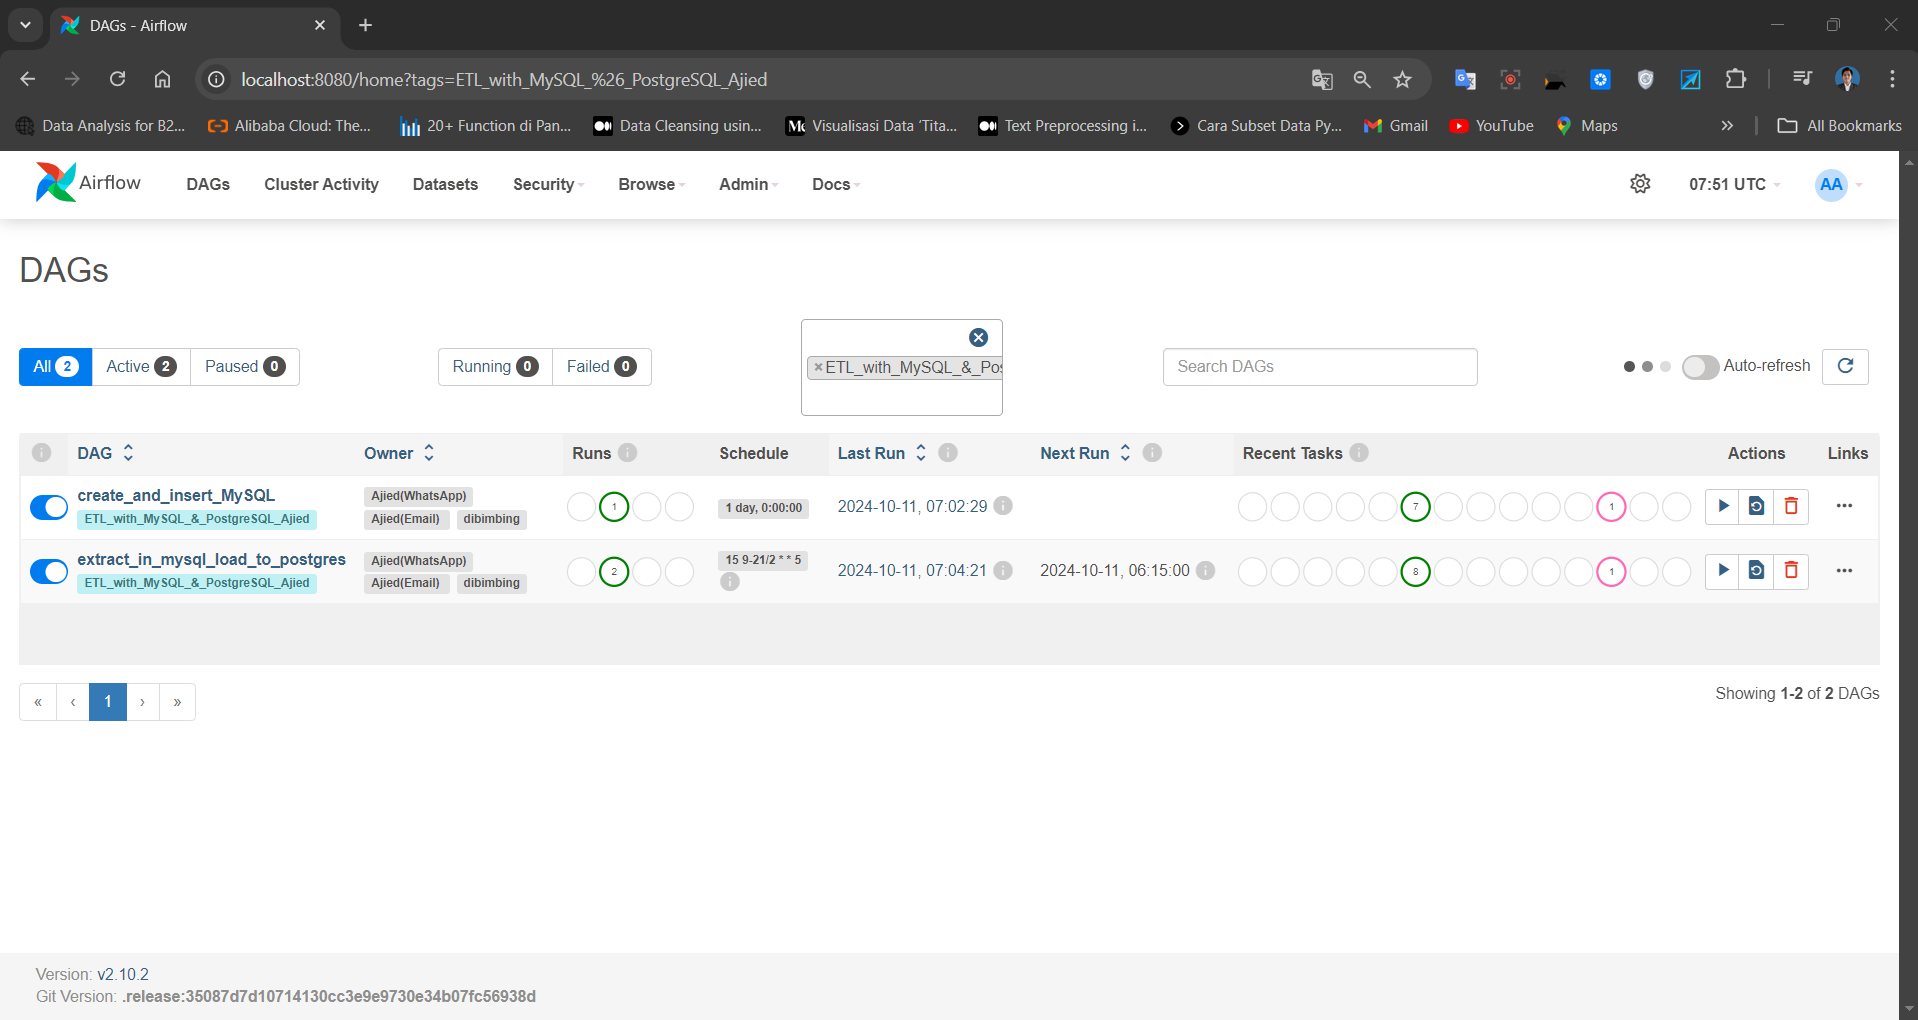 DAGs - Airflow
localhost:8080/home?tags=ETL_with_MySQL_%26_PostgreSQL_Ajied
Data Analysis for B2... Alibaba Cloud: The... 20+ Function di Pan... Data Cleansing usin... Visualisasi Data ‘Tita... Text Preprocessing i... Cara Subset Data Py... Gmail YouTube Maps » All Bookmarks
Airflow DAGs Cluster Activity Datasets Security Browse Admin Docs 07:51 UTC AA
DAGs
All 2 Active 2 Paused 0 Running 0 Failed 0 ×ETL_with_MySQL_&_Pos Search DAGs Auto-refresh
DAG Owner Runs Schedule Last Run Next Run Recent Tasks Actions Links
create_and_insert_MySQL
ETL_with_MySQL_&_PostgreSQL_Ajied
Ajied(WhatsApp)
Ajied(Email) dibimbing
1
1 day, 0:00:00
2024-10-11, 07:02:29
7 1
extract_in_mysql_load_to_postgres
ETL_with_MySQL_&_PostgreSQL_Ajied
Ajied(WhatsApp)
Ajied(Email) dibimbing
2
15 9-21/2 * * 5
2024-10-11, 07:04:21
2024-10-11, 06:15:00
8 1
« ‹ 1 › »
Showing 1-2 of 2 DAGs
Version: v2.10.2
Git Version: .release:35087d7d10714130cc3e9e9730e34b07fc56938d